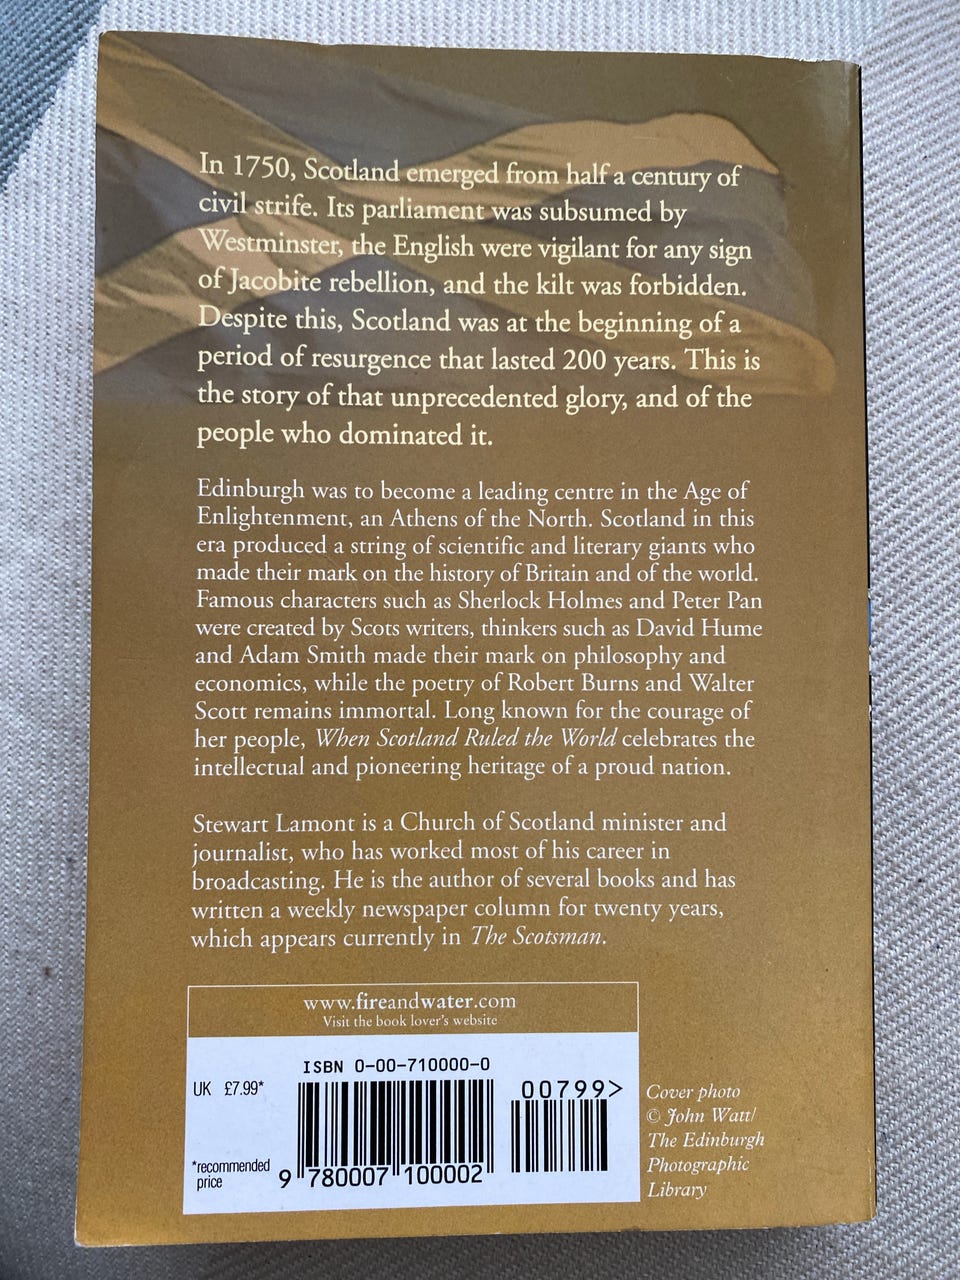 In 1750, Scotland emerged from half a century of
civil strife. Its parliament was subsumed by
Westminster, the English were vigilant for any sign
of Jacobite rebellion, and the kilt was forbidden.
Despite this, Scotland was at the beginning of a
period of resurgence that lasted 200 years. This is
the story of that unprecedented glory, and of the
people who dominated it.
Edinburgh was to become a leading centre in the Age of
Enlightenment, an Athens of the North. Scotland in this
era produced a string of scientific and literary giants who
made their mark on the history of Britain and of the world.
Famous characters such as Sherlock Holmes and Peter Pan
were created by Scots writers, thinkers such as David Hume
and Adam Smith made their mark on philosophy and
economics, while the poetry of Robert Burns and Walter
Scott remains immortal. Long known for the courage of
her people, When Scotland Ruled the World celebrates the
intellectual and pioneering heritage of a proud nation.
Stewart Lamont is a Church of Scotland minister and
journalist, who has worked most of his career in
broadcasting. He is the author of several books and has
written a weekly newspaper column for twenty years,
which appears currently in The Scotsman.
www.fireandwater.com
Visit the book lover's website
ISBN 0-00-710000-0
UK £7.99*
00799>
*recommended
price
9 780007 100002
Cover photo
© John Watt/
The Edinburgh
Photographic
Library